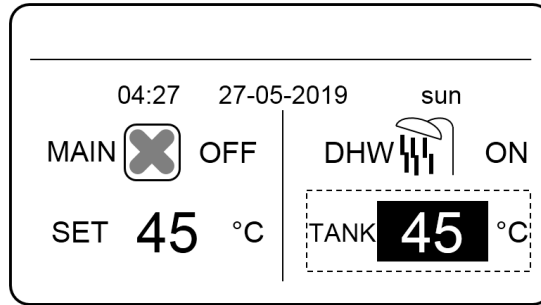 04:27 27-05-2019 sun
MAIN OFF DHW ON
SET 45 °C TANK 45 °C